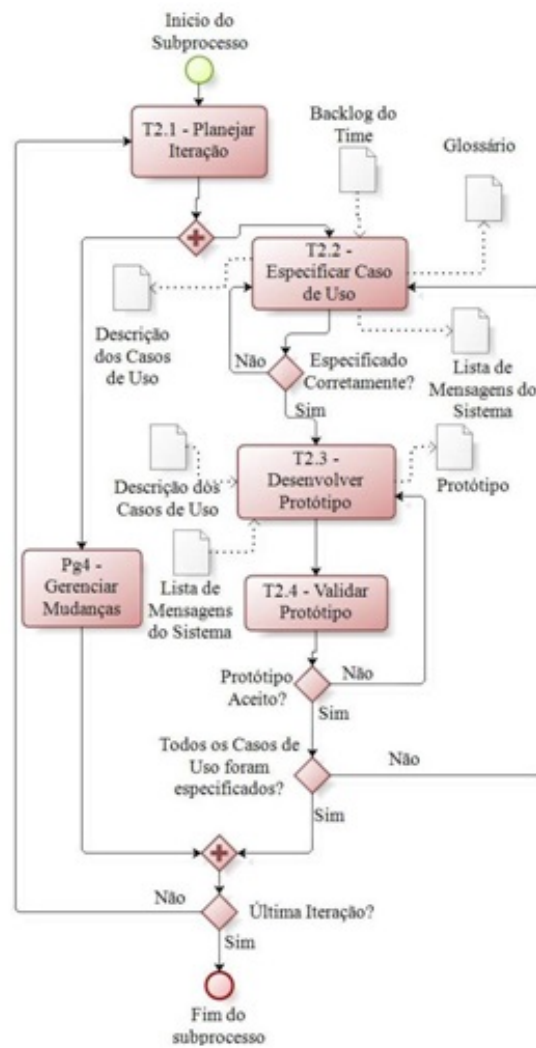 Inicio do
Subprocesso
T2.1 - Planejar
Iteração
Backlog do
Time
Glossário
T2.2 -
Especificar Caso
de Uso
Descrição
dos Casos
de Uso
Não
Especificado
Corretamente?
Lista de
Mensagens do
Sistema
Sim
T2.3 -
Desenvolver
Protótipo
Descrição dos
Casos de Uso
Protótipo
Pg4 -
Gerenciar
Mudanças
Lista de
Mensagens
do Sistema
T2.4 - Validar
Protótipo
Protótipo
Aceito?
Não
Sim
Todos os Casos de
Uso foram
especificados?
Não
Sim
Não
Última Iteração?
Sim
Fim do
subprocesso